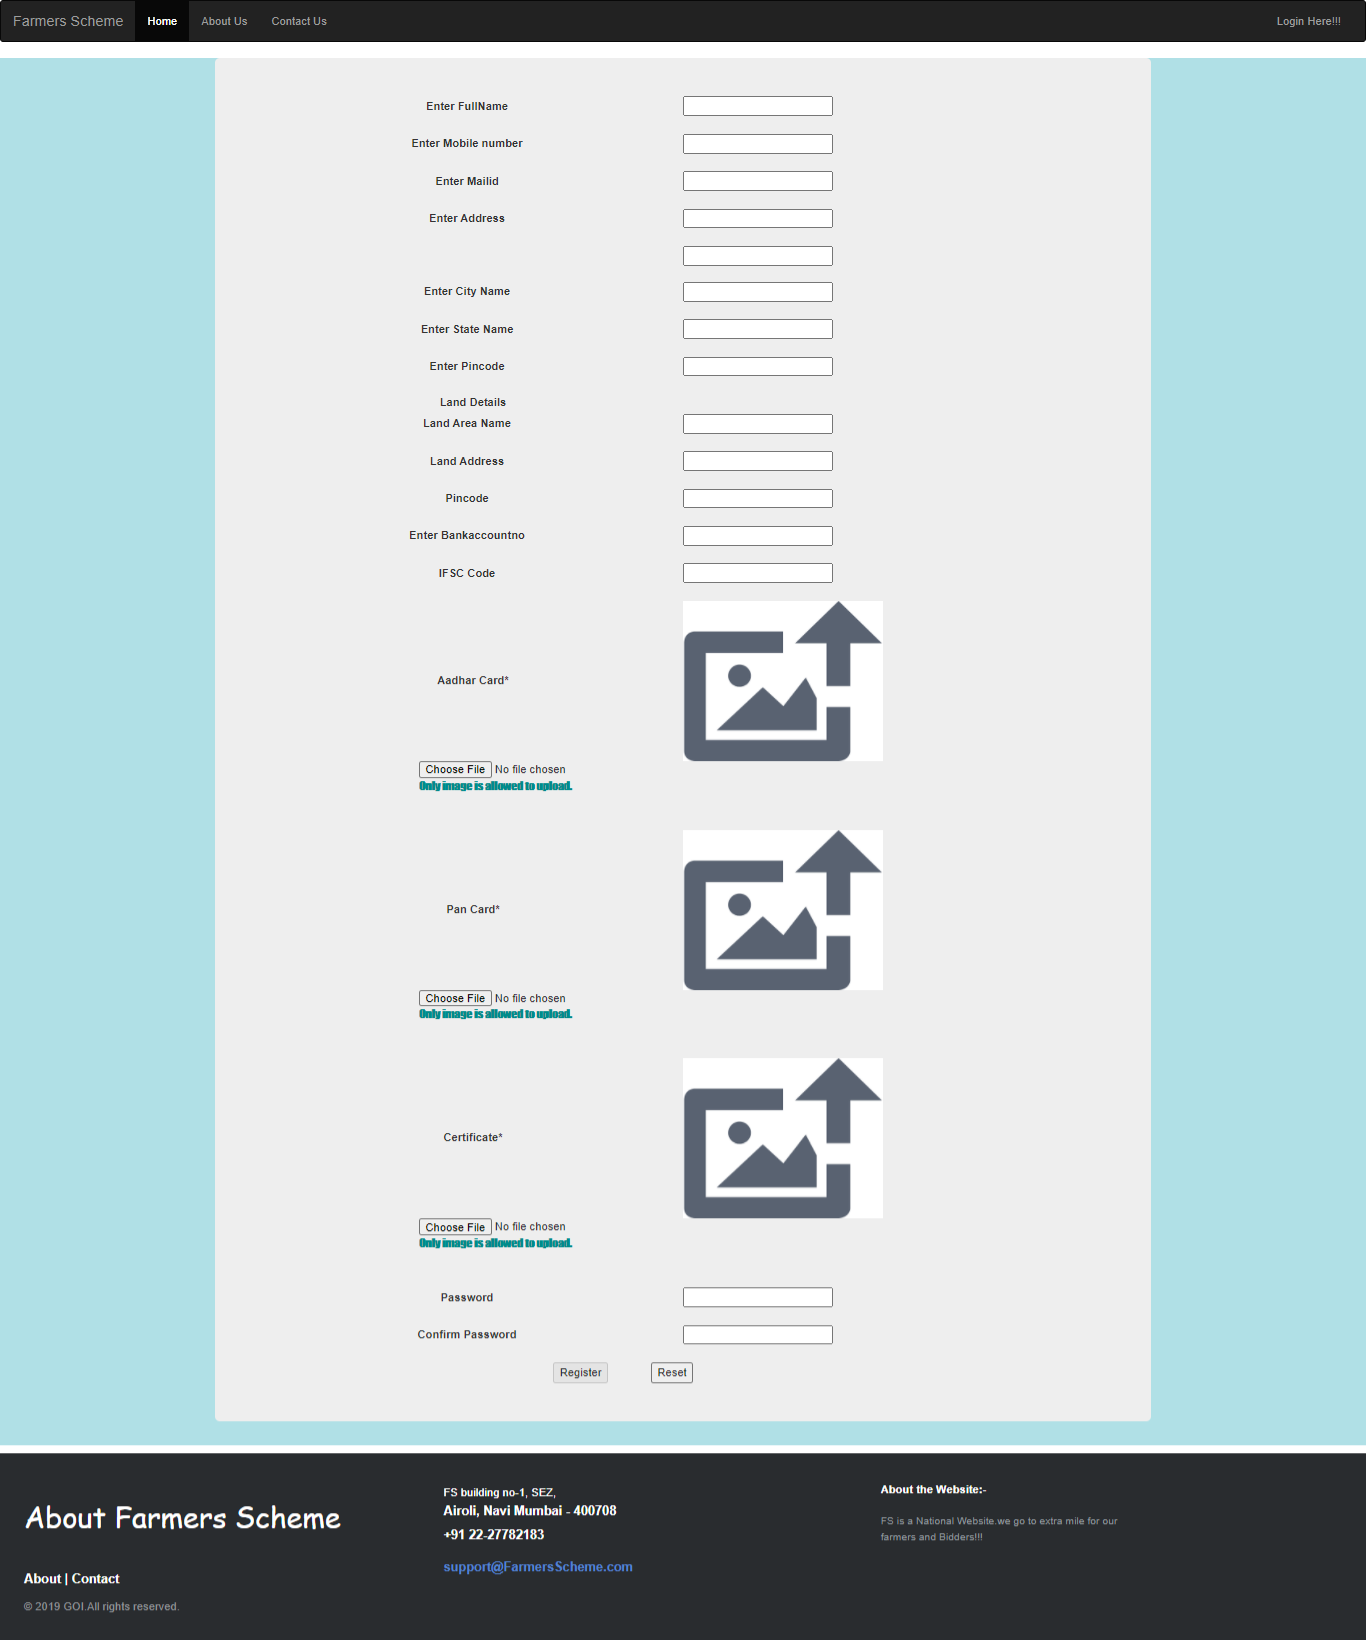 Farmers Scheme Home About Us Contact Us Login Here!!!
Enter FullName
Enter Mobile number
Enter Mailid
Enter Address
Enter City Name
Enter State Name
Enter Pincode
Land Details
Land Area Name
Land Address
Pincode
Enter Bankaccountno
IFSC Code
Aadhar Card*
Choose File No file chosen
Only image is allowed to upload.
Pan Card*
Choose File No file chosen
Only image is allowed to upload.
Certificate*
Choose File No file chosen
Only image is allowed to upload.
Password
Confirm Password
Register Reset
About Farmers Scheme
About | Contact
© 2019 GOI.All rights reserved.
FS building no-1, SEZ,
Airoli, Navi Mumbai - 400708
+91 22-27782183
support@FarmersScheme.com
About the Website:-
FS is a National Website.we go to extra mile for our
farmers and Bidders!!!